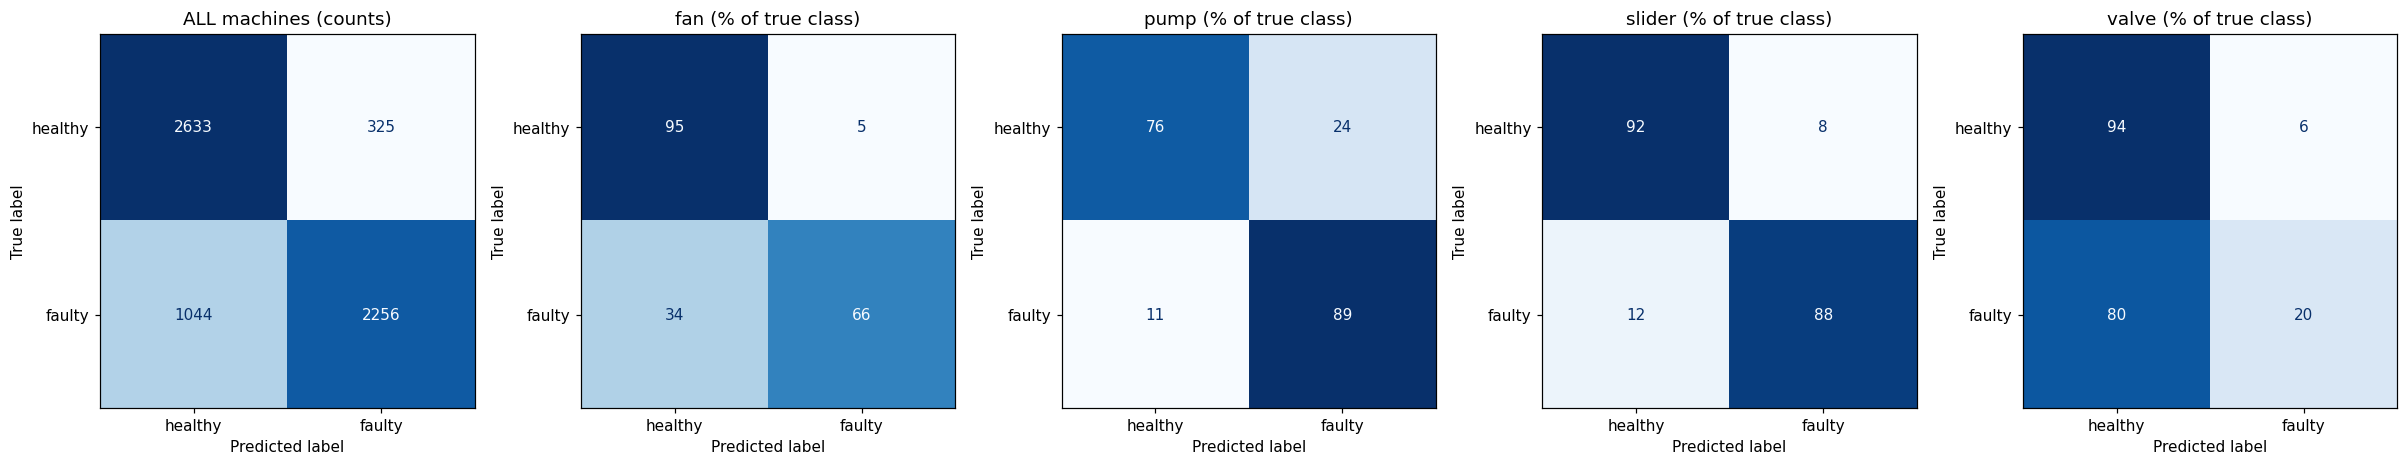 ALL machines (counts)
True label
healthy
2633
325
faulty
1044
2256
healthy
faulty
Predicted label
fan (% of true class)
True label
healthy
95
5
faulty
34
66
healthy
faulty
Predicted label
pump (% of true class)
True label
healthy
76
24
faulty
11
89
healthy
faulty
Predicted label
slider (% of true class)
True label
healthy
92
8
faulty
12
88
healthy
faulty
Predicted label
valve (% of true class)
True label
healthy
94
6
faulty
80
20
healthy
faulty
Predicted label